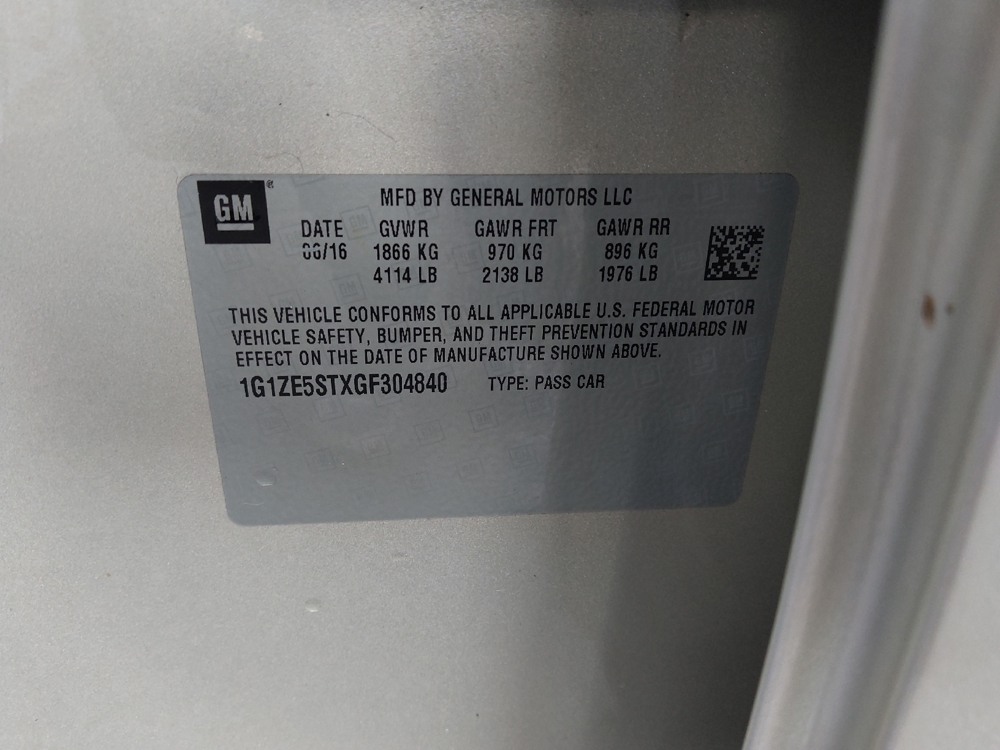 GM®
MFD BY GENERAL MOTORS LLC
DATE GVWR GAWR FRT GAWR RR
/16 1866 KG 970 KG 896 KG
4114 LB 2138 LB 1976 LB
THIS VEHICLE CONFORMS TO ALL APPLICABLE U.S. FEDERAL MOTOR
VEHICLE SAFETY, BUMPER, AND THEFT PREVENTION STANDARDS IN
EFFECT ON THE DATE OF MANUFACTURE SHOWN ABOVE.
1G1ZE5STXGF304840 TYPE: PASS CAR